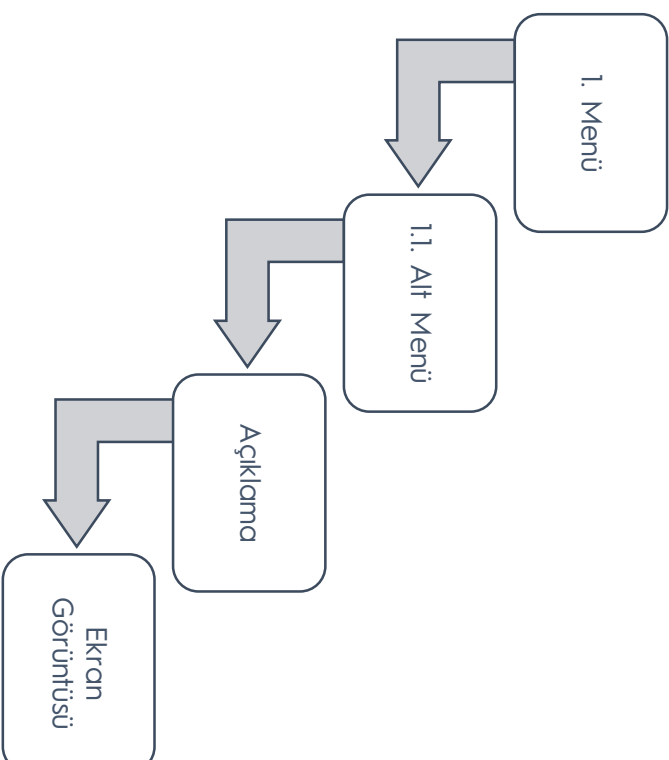 1. Menü
1.1. Alt Menü
Açıklama
Ekran
Görüntüsü